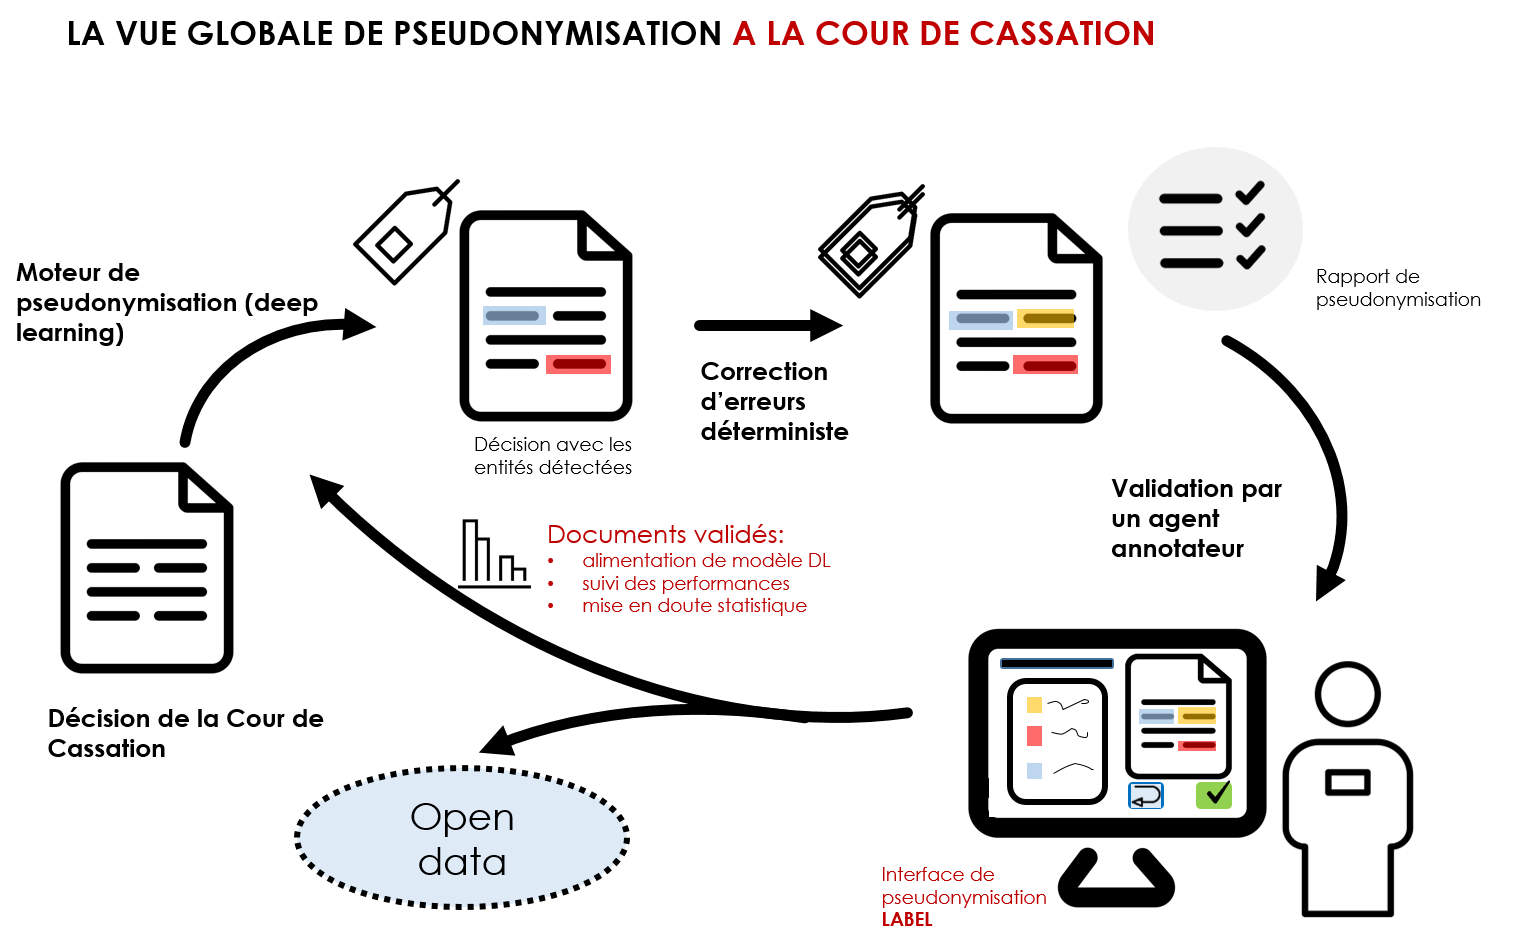 LA VUE GLOBALE DE PSEUDONYMISATION A LA COUR DE CASSATION
Moteur de
pseudonymisation (deep
learning)
Décision avec les
entités détectées
Correction
d’erreurs
déterministe
Rapport de
pseudonymisation
Validation par
un agent
annotateur
Documents validés:
• alimentation de modèle DL
• suivi des performances
• mise en doute statistique
Décision de la Cour de
Cassation
Open
data
Interface de
pseudonymisation
LABEL